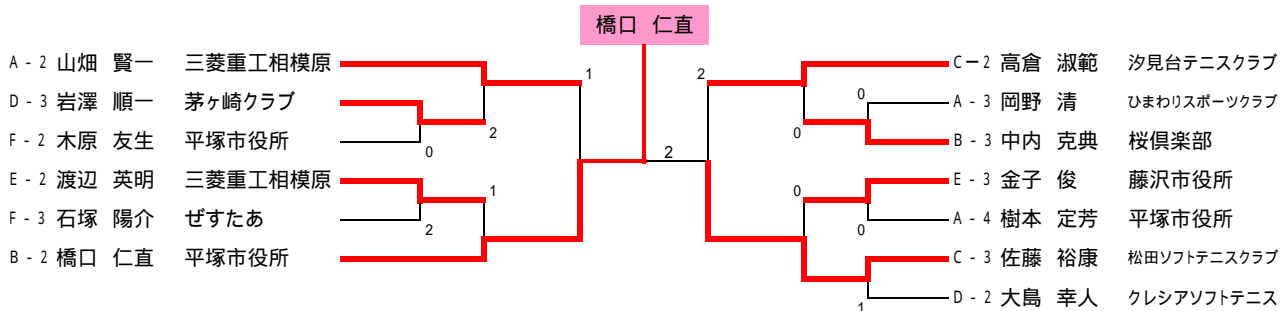 橋口 仁直
A - 2 山畑 賢一 三菱重工相模原
D - 3 岩澤 順一 茅ヶ崎クラブ
F - 2 木原 友生 平塚市役所
E - 2 渡辺 英明 三菱重工相模原
F - 3 石塚 陽介 ぜすたあ
B - 2 橋口 仁直 平塚市役所
1
2
0
1
2
2
2
0
0
0
0
1
C－2 高倉 淑範 汐見台テニスクラブ
A - 3 岡野 清 ひまわりスポーツクラブ
B - 3 中内 克典 桜倶楽部
E - 3 金子 俊 藤沢市役所
A - 4 樹本 定芳 平塚市役所
C - 3 佐藤 裕康 松田ソフトテニスクラブ
D - 2 大島 幸人 クレシアソフトテニス